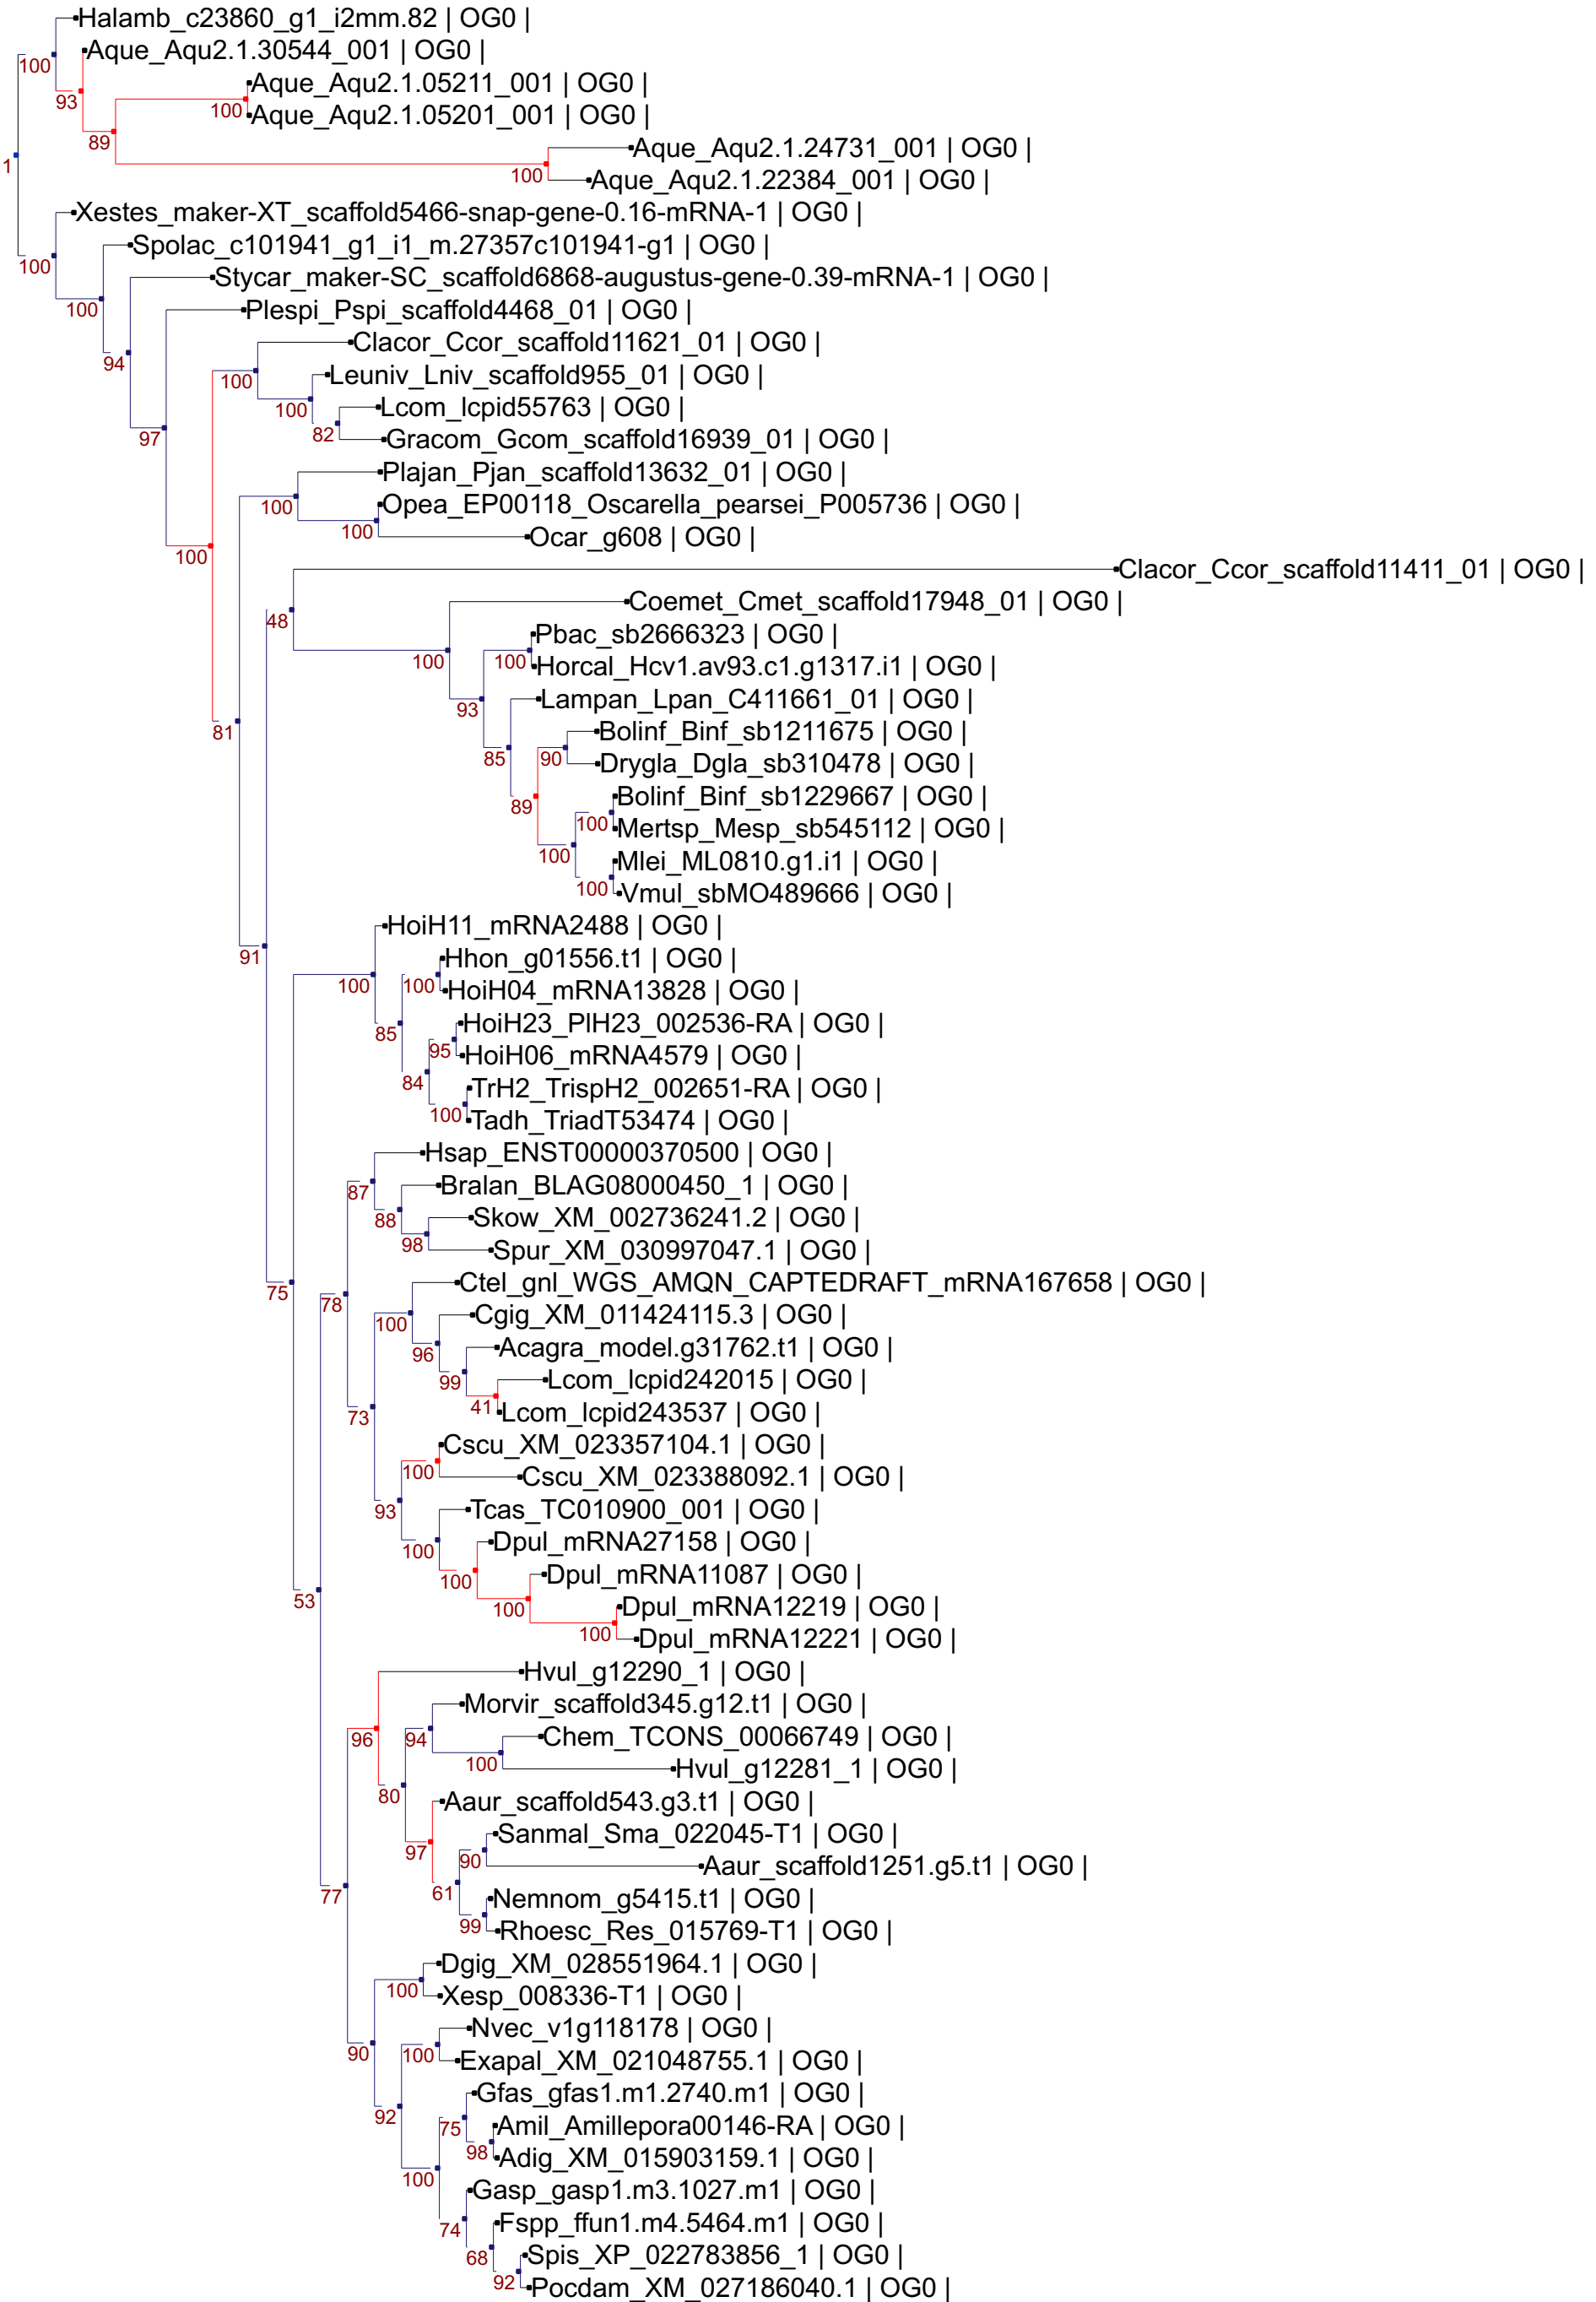 Halamb_c23860_g1_i2mm.82 | OG0 |
100
Aque_Aqu2.1.30544_001 | OG0 |
93
Aque_Aqu2.1.05211_001 | OG0 |
100
Aque_Aqu2.1.05201_001 | OG0 |
89
Aque_Aqu2.1.24731_001 | OG0 |
1
100
Aque_Aqu2.1.22384_001 | OG0 |
Xestes_maker-XT_scaffold5466-snap-gene-0.16-mRNA-1 | OG0 |
100
Spolac_c101941_g1_i1_m.27357c101941-g1 | OG0 |
Stycar_maker-SC_scaffold6868-augustus-gene-0.39-mRNA-1 | OG0 |
100
Plespi_Pspi_scaffold4468_01 | OG0 |
Clacor_Ccor_scaffold11621_01 | OG0 |
94
100
Leuniv_Lniv_scaffold955_01 | OG0 |
100
Lcom_lcpid55763 | OG0 |
97
82
Gracom_Gcom_scaffold16939_01 | OG0 |
Plajan_Pjan_scaffold13632_01 | OG0 |
100
Opea_EP00118_Oscarella_pearsei_P005736 | OG0 |
100
Ocar_g608 | OG0 |
100
Clacor_Ccor_scaffold11411_01 | OG0 |
Coemet_Cmet_scaffold17948_01 | OG0 |
48
Pbac_sb2666323 | OG0 |
100
100
Horcal_Hcv1.av93.c1.g1317.i1 | OG0 |
Lampan_Lpan_C411661_01 | OG0 |
93
Bolinf_Binf_sb1211675 | OG0 |
81
85
90
Drygla_Dgla_sb310478 | OG0 |
Bolinf_Binf_sb1229667 | OG0 |
89
100
Mertsp_Mesp_sb545112 | OG0 |
100
Mlei_ML0810.g1.i1 | OG0 |
100
Vmul_sbMO489666 | OG0 |
HoiH11_mRNA2488 | OG0 |
91
Hhon_g01556.t1 | OG0 |
100
100
HoiH04_mRNA13828 | OG0 |
HoiH23_PlH23_002536-RA | OG0 |
85
95
HoiH06_mRNA4579 | OG0 |
84
TrH2_TrispH2_002651-RA | OG0 |
100
Tadh_TriadT53474 | OG0 |
Hsap_ENST00000370500 | OG0 |
87
Bralan_BLAG08000450_1 | OG0 |
88
Skow_XM_002736241.2 | OG0 |
98
Spur_XM_030997047.1 | OG0 |
75
Ctel_gnl_WGS_AMQN_CAPTEDRAFT_mRNA167658 | OG0 |
78
100
Cgig_XM_011424115.3 | OG0 |
96
Acagra_model.g31762.t1 | OG0 |
99
Lcom_lcpid242015 | OG0 |
73
41
Lcom_lcpid243537 | OG0 |
Cscu_XM_023357104.1 | OG0 |
100
Cscu_XM_023388092.1 | OG0 |
93
Tcas_TC010900_001 | OG0 |
100
Dpul_mRNA27158 | OG0 |
100
Dpul_mRNA11087 | OG0 |
53
100
Dpul_mRNA12219 | OG0 |
100
Dpul_mRNA12221 | OG0 |
Hvul_g12290_1 | OG0 |
Morvir_scaffold345.g12.t1 | OG0 |
96
94
Chem_TCONS_00066749 | OG0 |
100
Hvul_g12281_1 | OG0 |
80
Aaur_scaffold543.g3.t1 | OG0 |
Sanmal_Sma_022045-T1 | OG0 |
97
90
Aaur_scaffold1251.g5.t1 | OG0 |
77
61
Nemnom_g5415.t1 | OG0 |
99
Rhoesc_Res_015769-T1 | OG0 |
Dgig_XM_028551964.1 | OG0 |
100
Xesp_008336-T1 | OG0 |
Nvec_v1g118178 | OG0 |
90
100
Exapal_XM_021048755.1 | OG0 |
Gfas_gfas1.m1.2740.m1 | OG0 |
92
75
Amil_Amillepora00146-RA | OG0 |
98
Adig_XM_015903159.1 | OG0 |
100
Gasp_gasp1.m3.1027.m1 | OG0 |
74
Fspp_ffun1.m4.5464.m1 | OG0 |
68
Spis_XP_022783856_1 | OG0 |
92
Pocdam_XM_027186040.1 | OG0 |